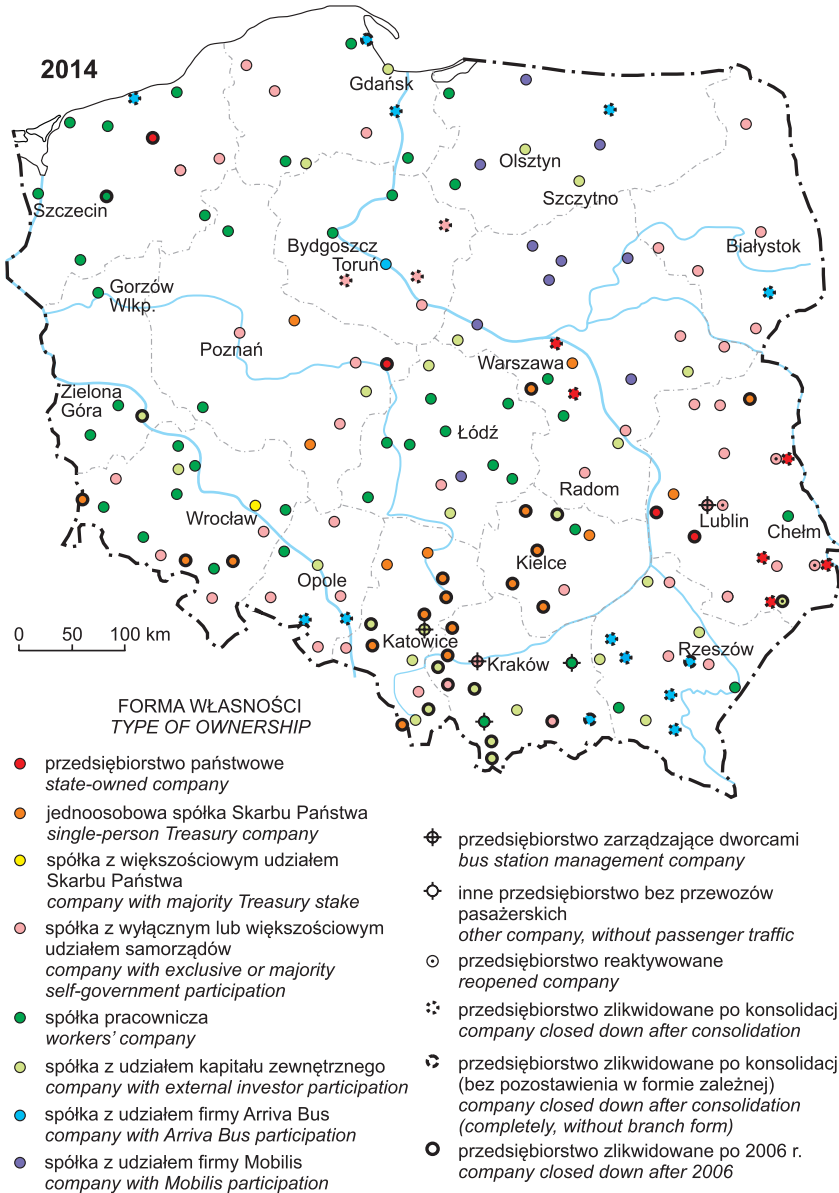 2014
Gdańsk
Olsztyn
Szczytno
Szczecin
Bydgoszcz
Toruń
Białystok
Gorzów
Wlkp.
Poznań
Warszawa
Zielona
Góra
Łódź
Radom
Wrocław
Lublin
Chełm
Kielce
Opole
0 50 100 km
Katowice
Kraków
Rzeszów
FORMA WŁASNOŚCI
TYPE OF OWNERSHIP
przedsiębiorstwo państwowe
state-owned company
jednoosobowa spółka Skarbu Państwa
single-person Treasury company
spółka z większościowym udziałem
Skarbu Państwa
company with majority Treasury stake
spółka z wyłącznym lub większościowym
udziałem samorządów
company with exclusive or majority
self-government participation
spółka pracownicza
workers' company
spółka z udziałem kapitału zewnętrznego
company with external investor participation
spółka z udziałem firmy Arriva Bus
company with Arriva Bus participation
spółka z udziałem firmy Mobilis
company with Mobilis participation
przedsiębiorstwo zarządzające dworcami
bus station management company
inne przedsiębiorstwo bez przewozów
pasażerskich
other company, without passenger traffic
przedsiębiorstwo reaktywowane
reopened company
przedsiębiorstwo zlikwidowane po konsolidacj
company closed down after consolidation
przedsiębiorstwo zlikwidowane po konsolidacj
(bez pozostawienia w formie zależnej)
company closed down after consolidation
(completely, without branch form)
przedsiębiorstwo zlikwidowane po 2006 r.
company closed down after 2006